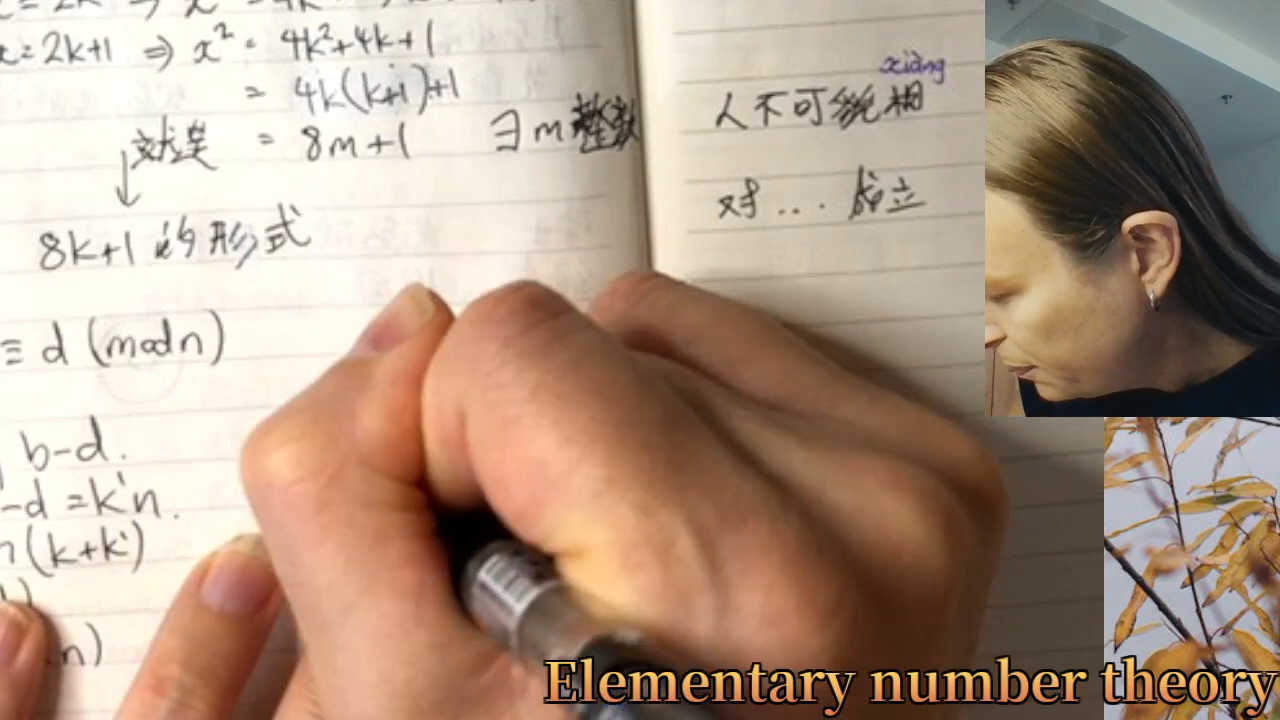 x=2k+1 ⇒ x² = 4k²+4k+1
= 4k(k+1)+1
就是 = 8m+1 ∃ m 整数
8k+1 的形式
≡ d (mod n)
b-d.
-d = k'n.
(k+k')
n)
xiàng
人不可貌相
对... 成立
Elementary number theory